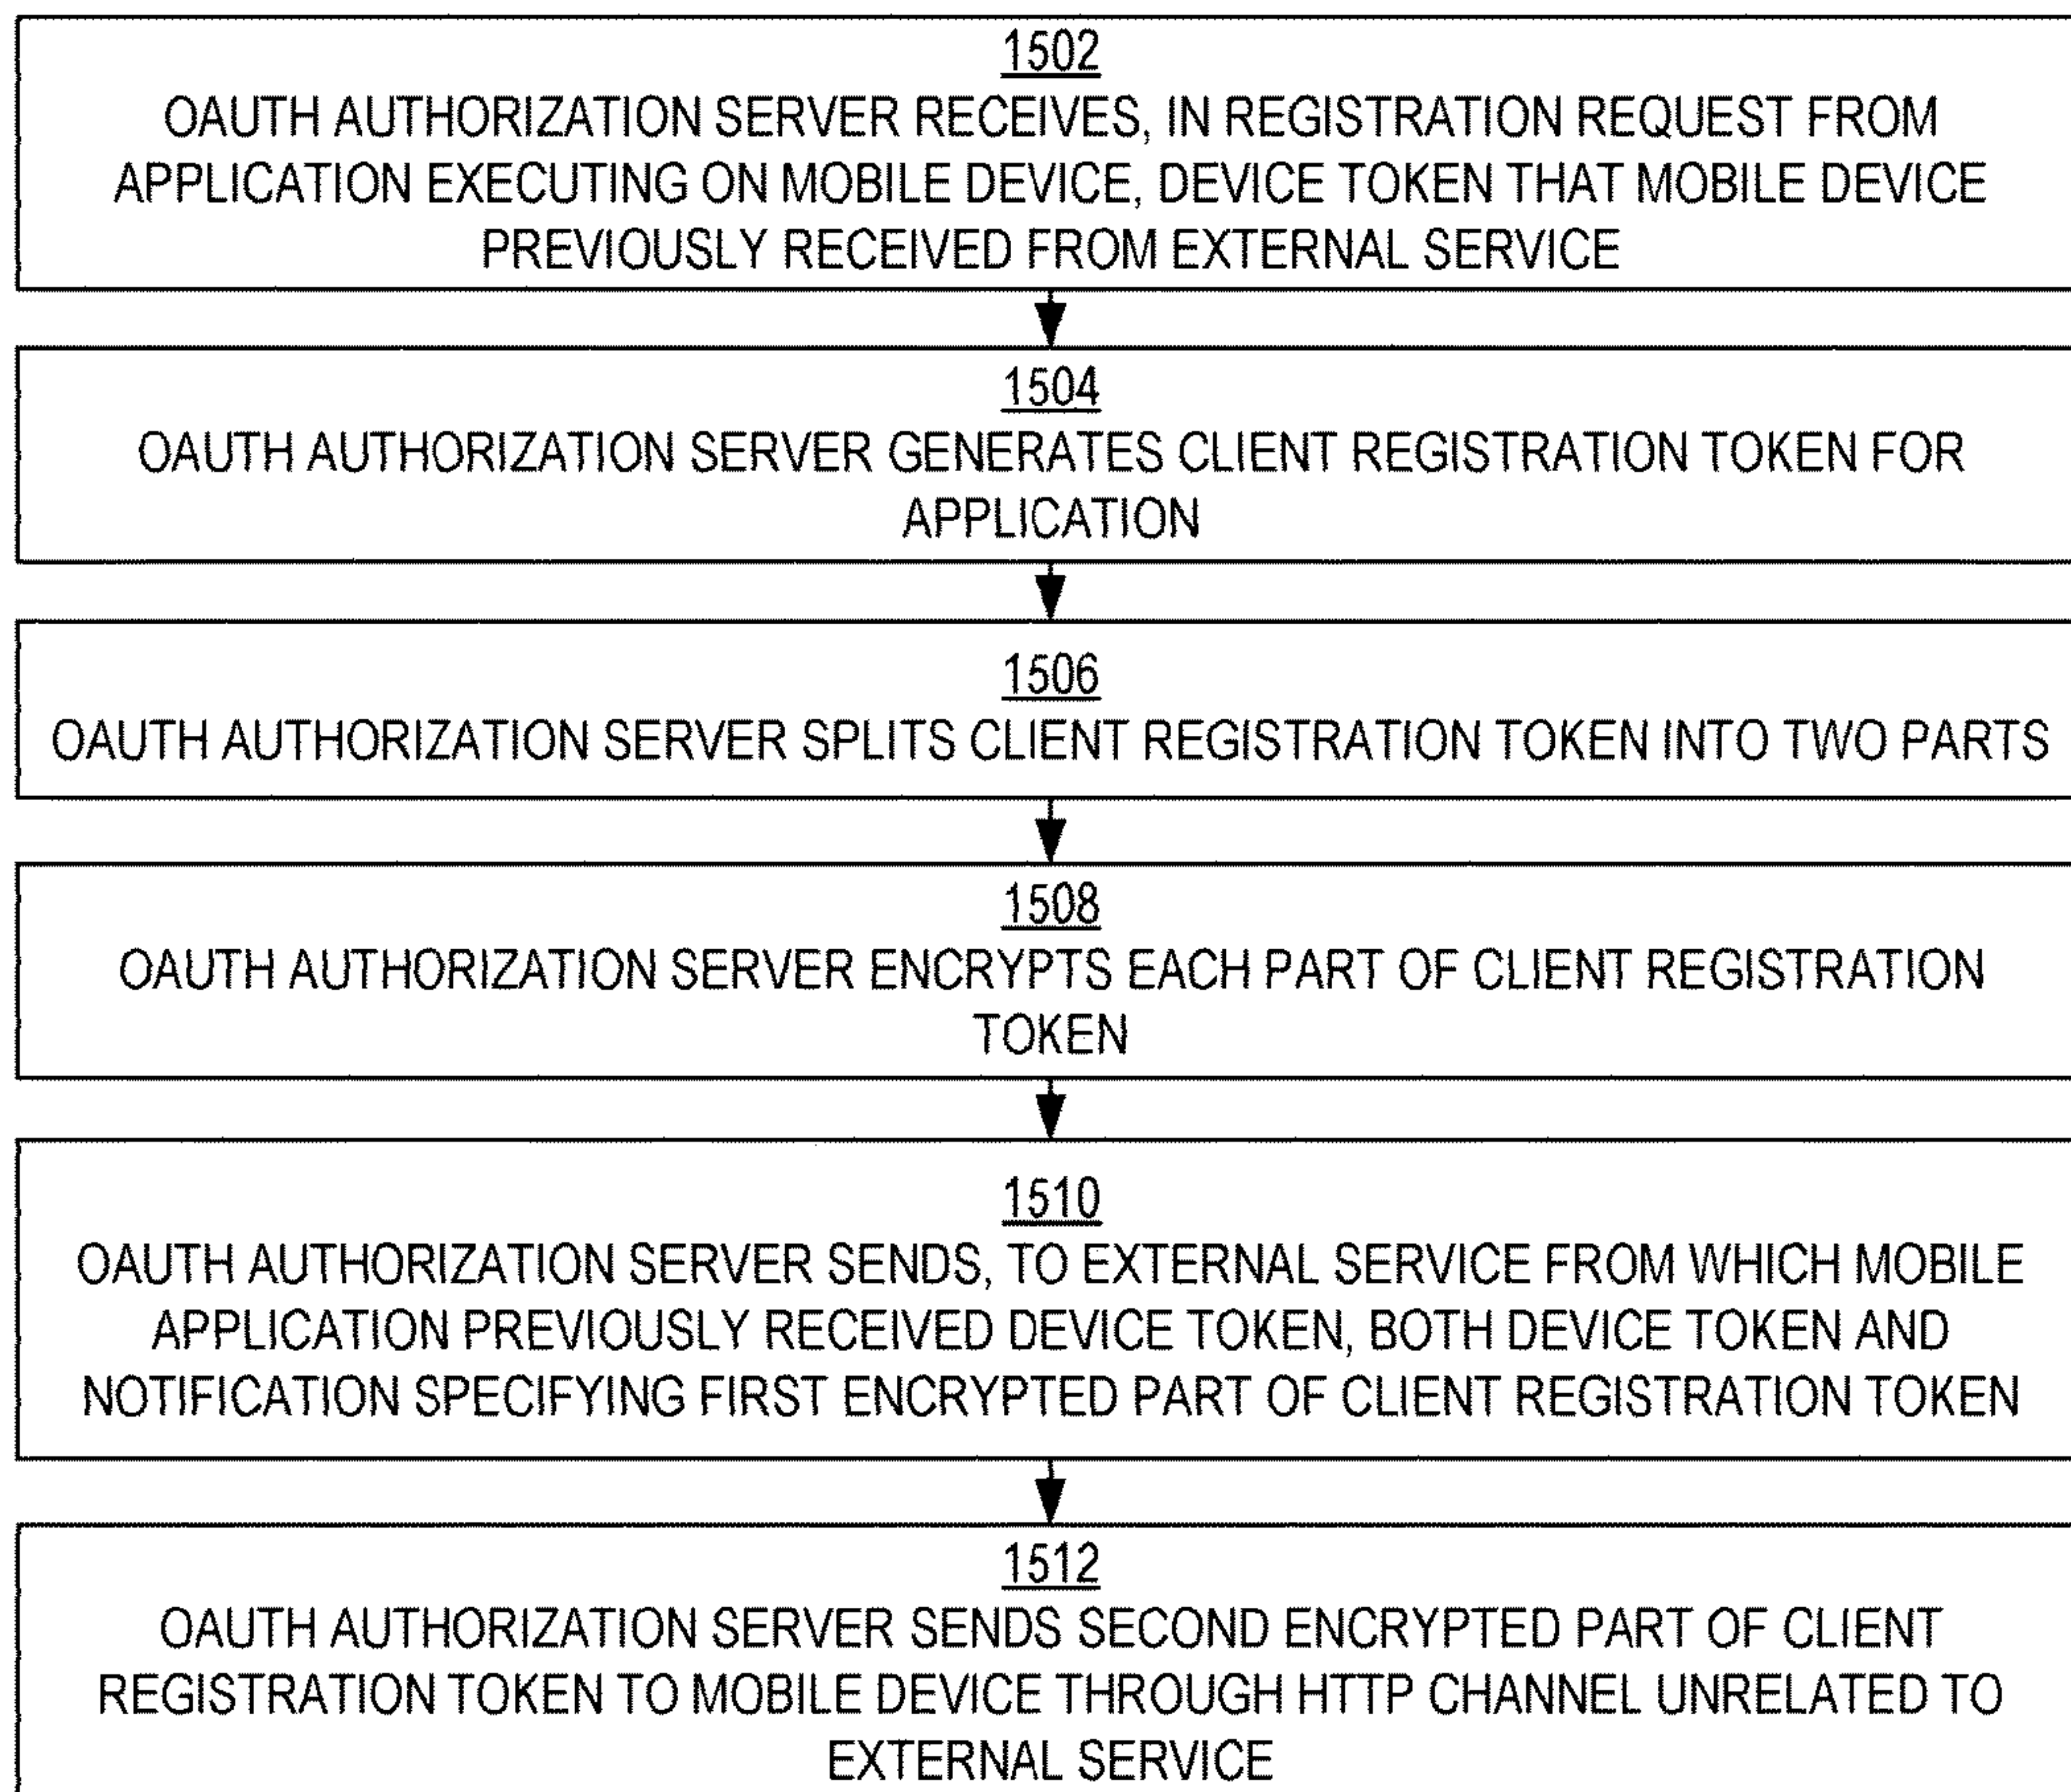 1502
OAUTH AUTHORIZATION SERVER RECEIVES, IN REGISTRATION REQUEST FROM
APPLICATION EXECUTING ON MOBILE DEVICE, DEVICE TOKEN THAT MOBILE DEVICE
PREVIOUSLY RECEIVED FROM EXTERNAL SERVICE
1504
OAUTH AUTHORIZATION SERVER GENERATES CLIENT REGISTRATION TOKEN FOR
APPLICATION
1506
OAUTH AUTHORIZATION SERVER SPLITS CLIENT REGISTRATION TOKEN INTO TWO PARTS
1508
OAUTH AUTHORIZATION SERVER ENCRYPTS EACH PART OF CLIENT REGISTRATION
TOKEN
1510
OAUTH AUTHORIZATION SERVER SENDS, TO EXTERNAL SERVICE FROM WHICH MOBILE
APPLICATION PREVIOUSLY RECEIVED DEVICE TOKEN, BOTH DEVICE TOKEN AND
NOTIFICATION SPECIFYING FIRST ENCRYPTED PART OF CLIENT REGISTRATION TOKEN
1512
OAUTH AUTHORIZATION SERVER SENDS SECOND ENCRYPTED PART OF CLIENT
REGISTRATION TOKEN TO MOBILE DEVICE THROUGH HTTP CHANNEL UNRELATED TO
EXTERNAL SERVICE